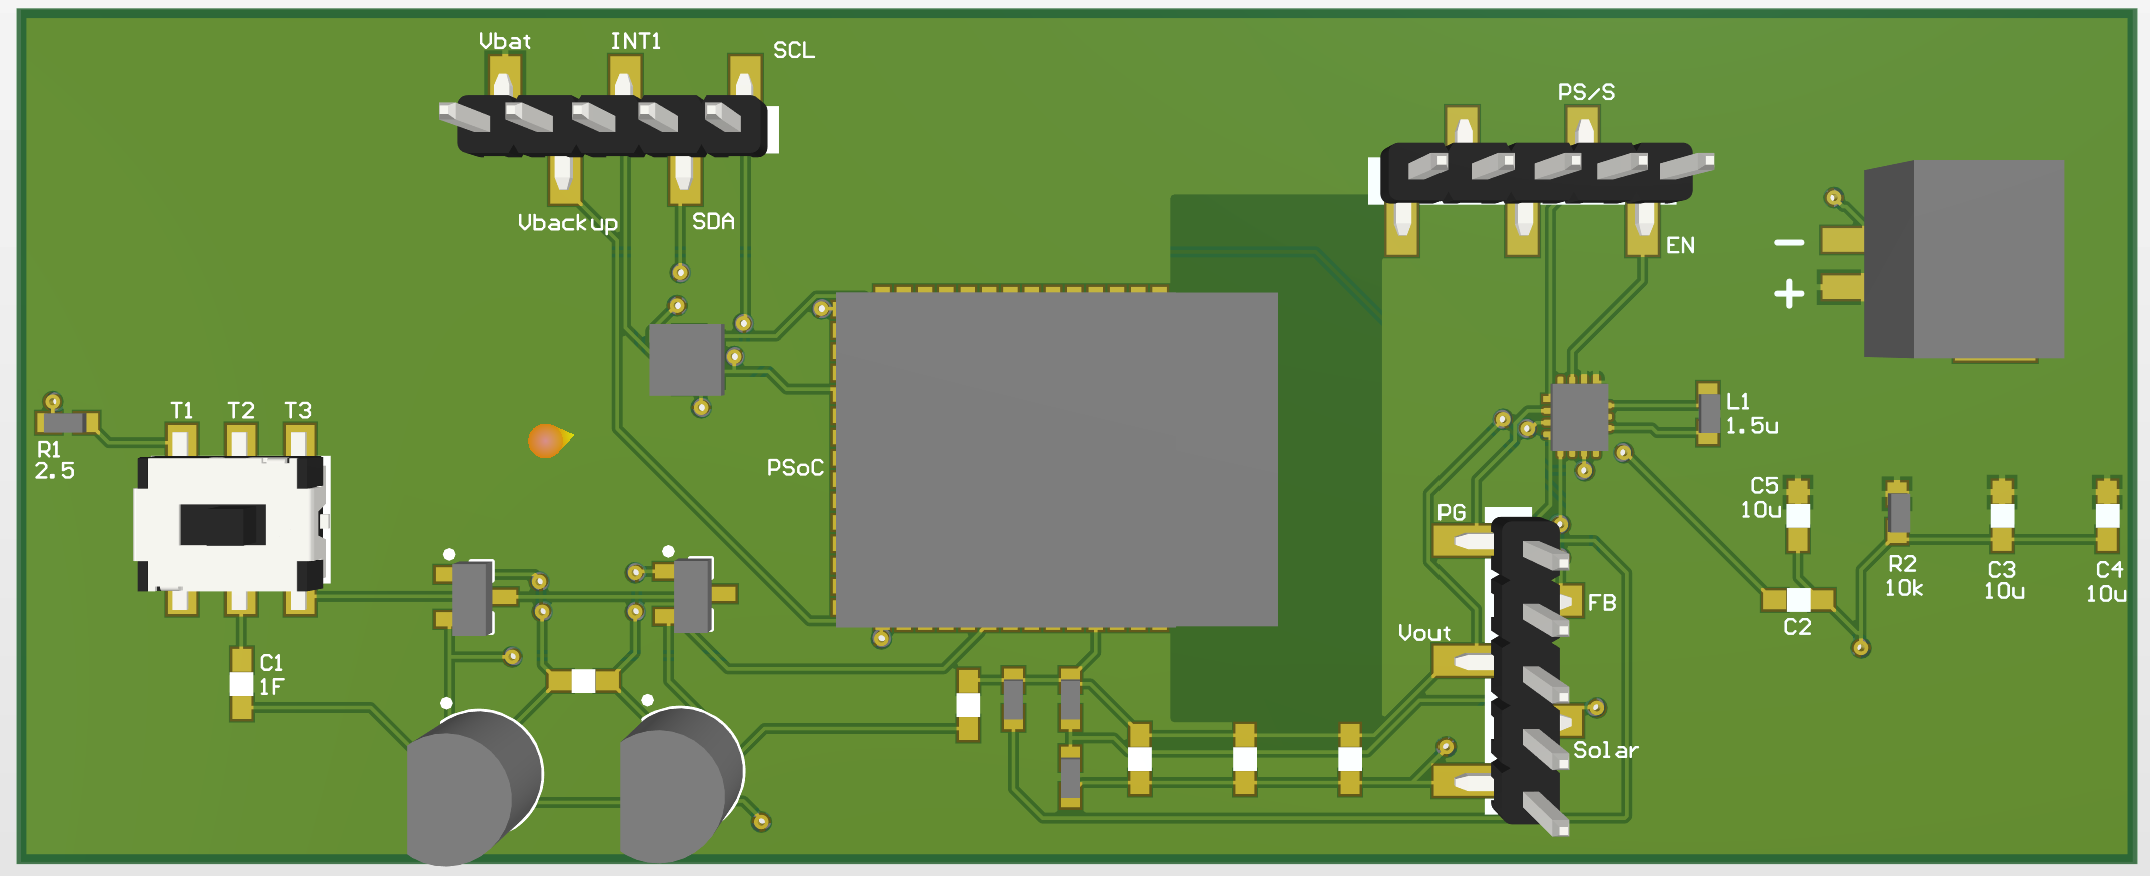 Vbat
INT1
SCL
Vbackup
SDA
PS/S
EN
-
+
T1
T2
T3
R1
2.5
PSoC
L1
1.5u
C5
10u
PG
R2
10k
C3
10u
C4
10u
FB
C2
Vout
C1
1F
Solar